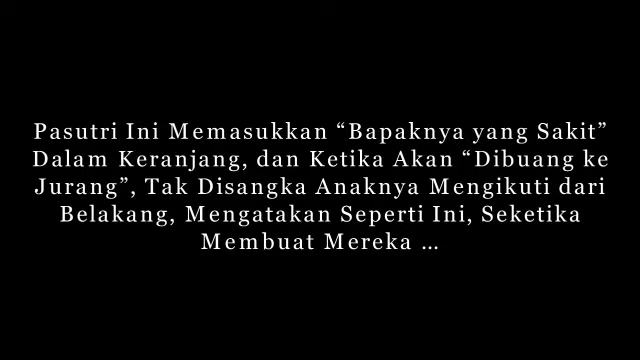 Pasutri Ini Memasukkan “Bapaknya yang Sakit”
Dalam Keranjang, dan Ketika Akan “Dibuang ke
Jurang”, Tak Disangka Anaknya Mengikuti dari
Belakang, Mengatakan Seperti Ini, Seketika
Membuat Mereka ...